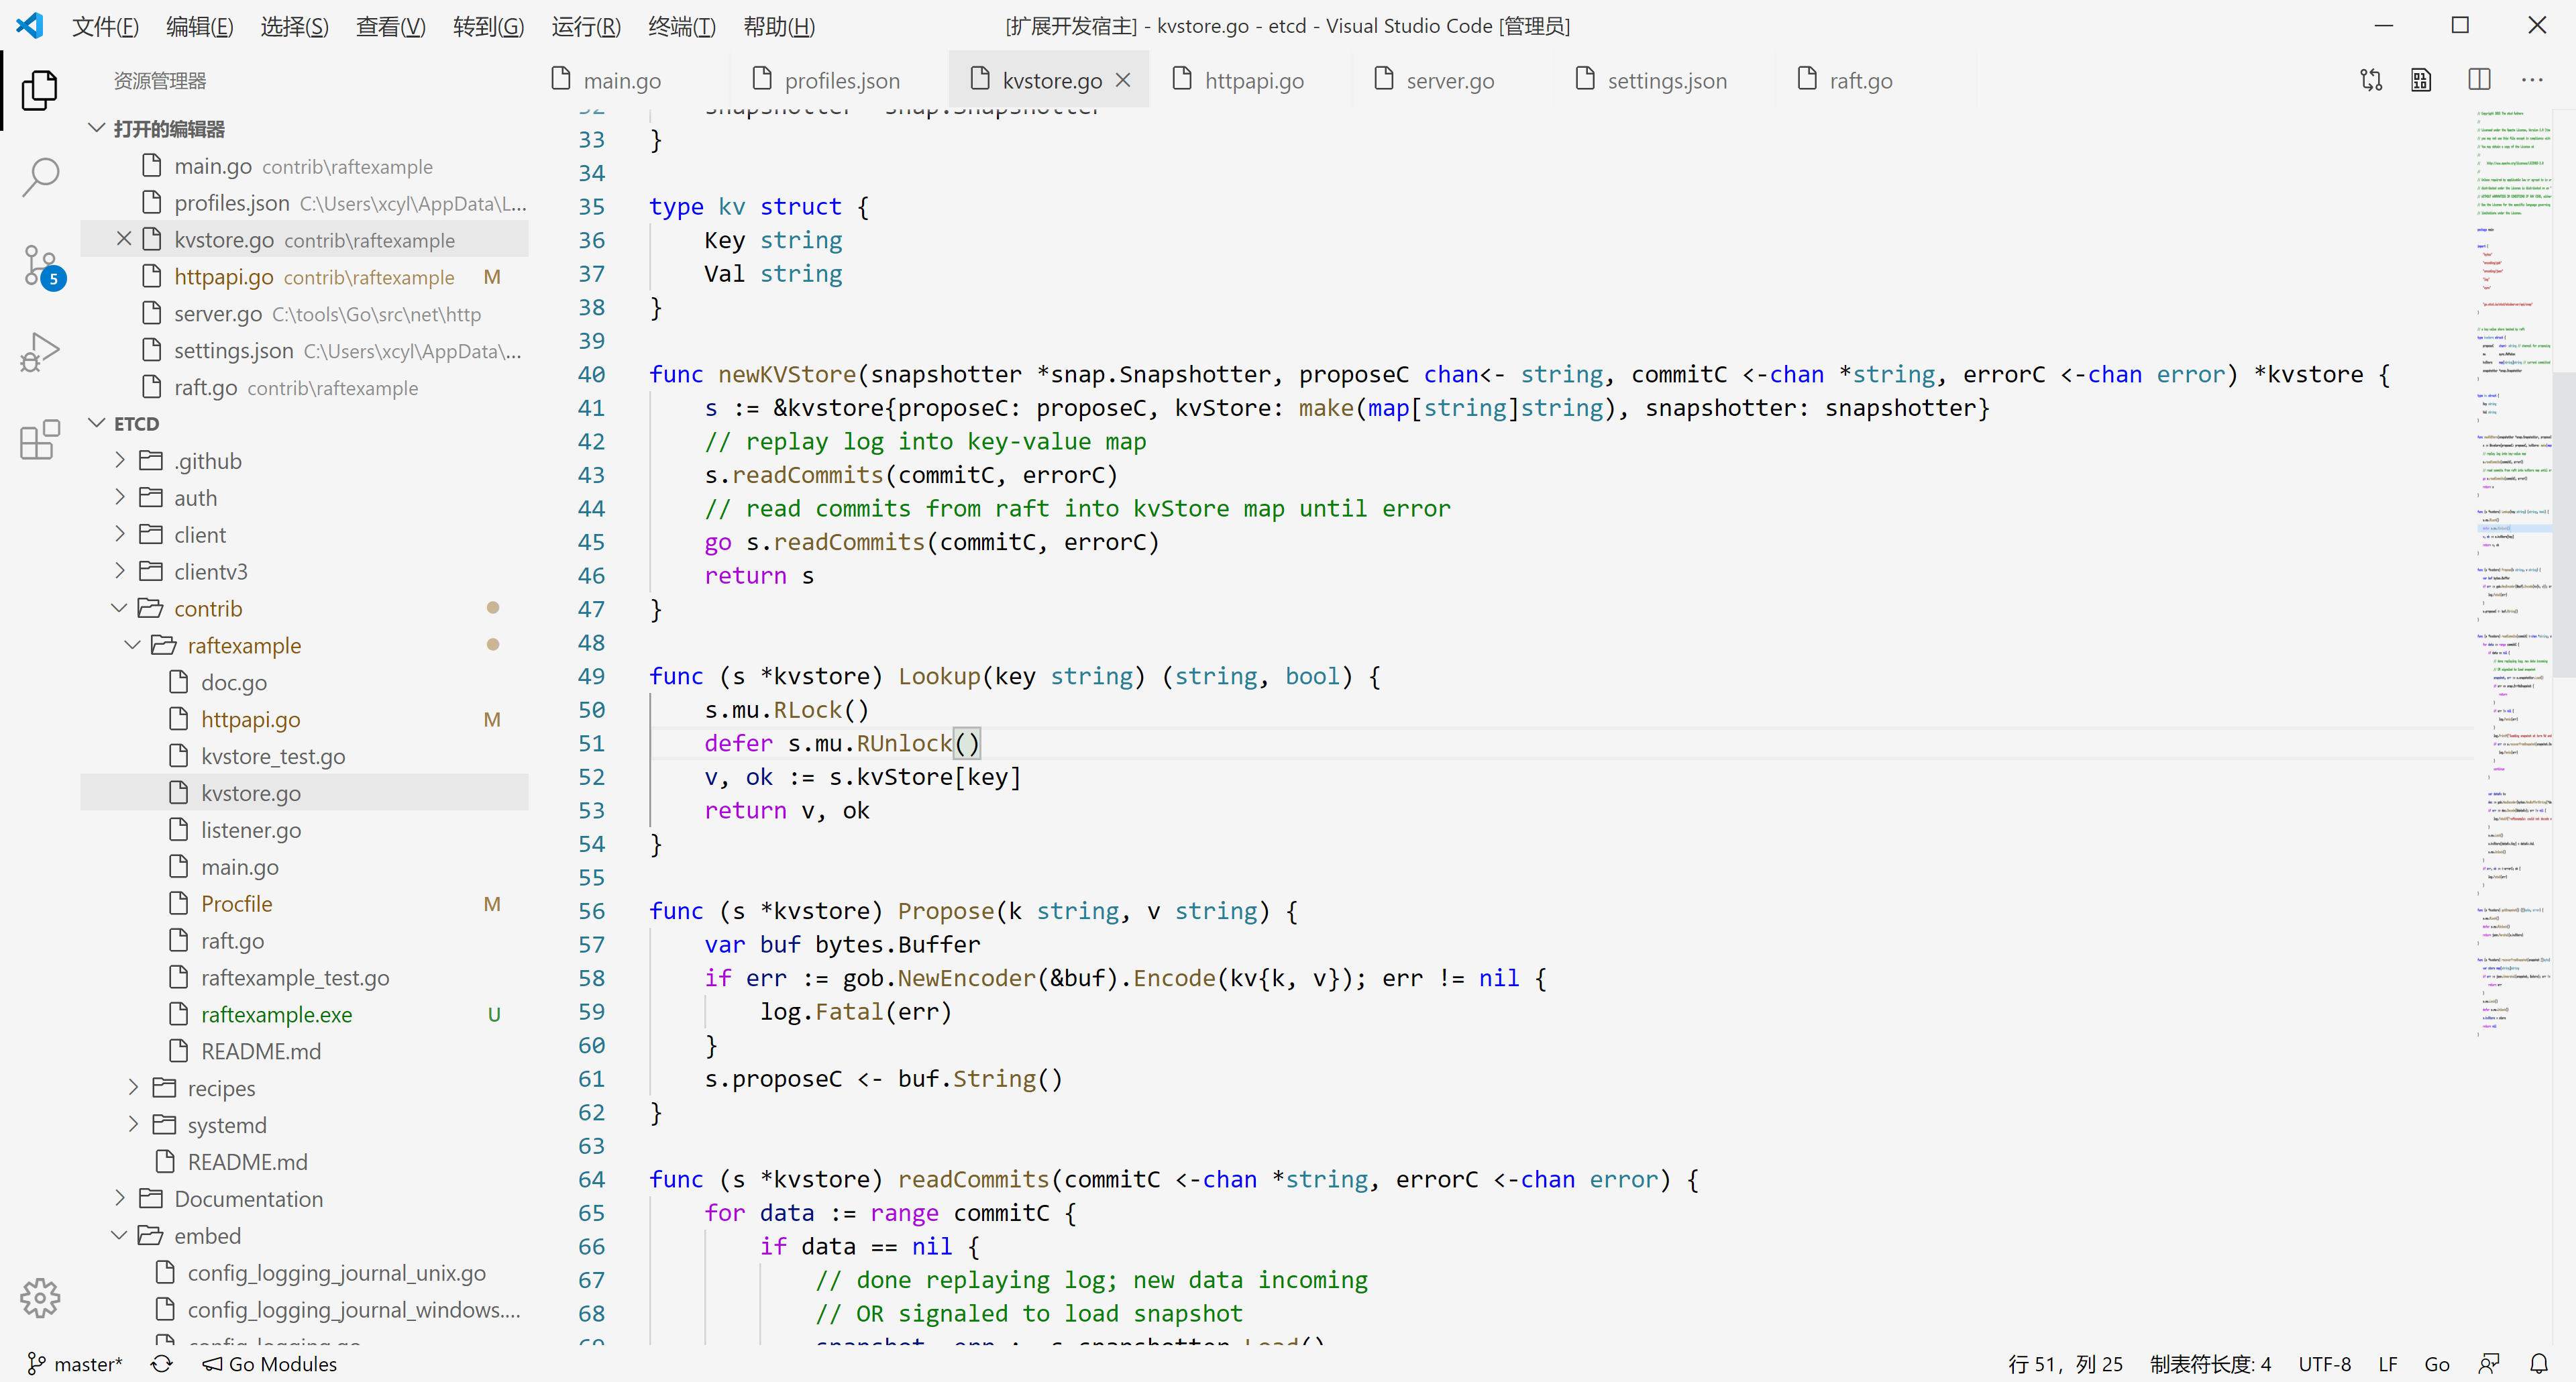 文件(F) 编辑(E) 选择(S) 查看(V) 转到(G) 运行(R) 终端(T) 帮助(H) [扩展开发宿主] - kvstore.go - etcd - Visual Studio Code [管理员]
资源管理器
打开的编辑器
main.go contrib\raftexample
profiles.json C:\Users\xcyl\AppData\L...
kvstore.go contrib\raftexample
httpapi.go contrib\raftexample M
server.go C:\tools\Go\src\net\http
settings.json C:\Users\xcyl\AppData\...
raft.go contrib\raftexample
5
ETCD
.github
auth
client
clientv3
contrib
raftexample
doc.go
httpapi.go M
kvstore_test.go
kvstore.go
listener.go
main.go
Procfile M
raft.go
raftexample_test.go
raftexample.exe U
README.md
recipes
systemd
README.md
Documentation
embed
config_logging_journal_unix.go
config_logging_journal_windows....
config_logging.go
main.go profiles.json kvstore.go httpapi.go server.go settings.json raft.go
32 snapshotter *snap.Snapshotter
33 }
34
35 type kv struct {
36 Key string
37 Val string
38 }
39
40 func newKVStore(snapshotter *snap.Snapshotter, proposeC chan<- string, commitC <-chan *string, errorC <-chan error) *kvstore {
41 s := &kvstore{proposeC: proposeC, kvStore: make(map[string]string), snapshotter: snapshotter}
42 // replay log into key-value map
43 s.readCommits(commitC, errorC)
44 // read commits from raft into kvStore map until error
45 go s.readCommits(commitC, errorC)
46 return s
47 }
48
49 func (s *kvstore) Lookup(key string) (string, bool) {
50 s.mu.RLock()
51 defer s.mu.RUnlock()
52 v, ok := s.kvStore[key]
53 return v, ok
54 }
55
56 func (s *kvstore) Propose(k string, v string) {
57 var buf bytes.Buffer
58 if err := gob.NewEncoder(&buf).Encode(kv{k, v}); err != nil {
59 log.Fatal(err)
60 }
61 s.proposeC <- buf.String()
62 }
63
64 func (s *kvstore) readCommits(commitC <-chan *string, errorC <-chan error) {
65 for data := range commitC {
66 if data == nil {
67 // done replaying log; new data incoming
68 // OR signaled to load snapshot
69 snapshot, err := s.snapshotter.Load()
master* Go Modules 行 51，列 25 制表符长度: 4 UTF-8 LF Go